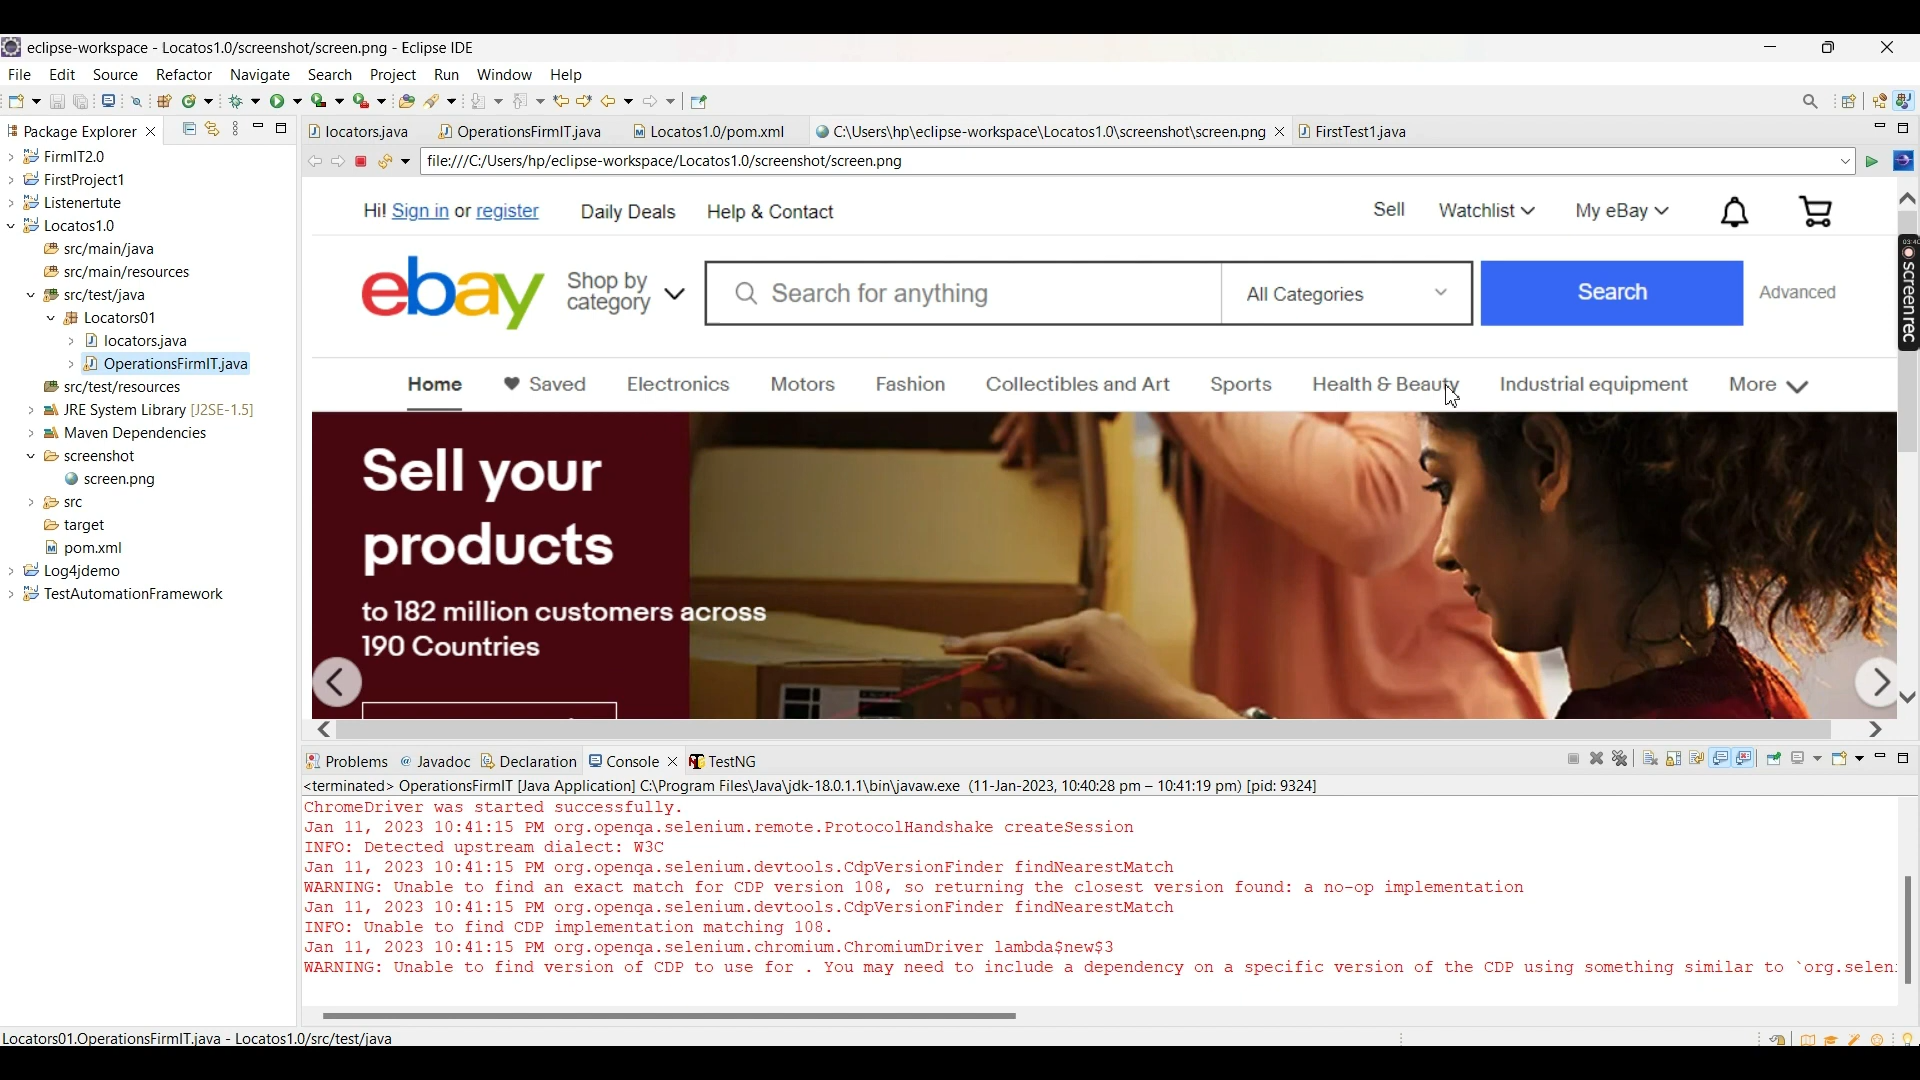 eclipse-workspace - Locatos1.0/screenshot/screen.png - Eclipse IDE
File Edit Source Refactor Navigate Search Project Run Window Help
Package Explorer
locators.java
OperationsFirmIT.java
Locatos1.0/pom.xml
C:\Users\hp\eclipse-workspace\Locatos1.0\screenshot\screen.png
FirstTest1.java
file:///C:/Users/hp/eclipse-workspace/Locatos1.0/screenshot/screen.png
FirmIT2.0
FirstProject1
Listenertute
Locatos1.0
src/main/java
src/main/resources
src/test/java
Locators01
locators.java
OperationsFirmIT.java
src/test/resources
JRE System Library [J2SE-1.5]
Maven Dependencies
screenshot
screen.png
src
target
pom.xml
Log4jdemo
TestAutomationFramework
Hi! Sign in or register Daily Deals Help & Contact Sell Watchlist My eBay
ebay
Shop by
category
Search for anything
All Categories
Search
Advanced
Home Saved Electronics Motors Fashion Collectibles and Art Sports Health & Beauty Industrial equipment More
Sell your
products
to 182 million customers across
190 Countries
03:40
screenrec
Problems Javadoc Declaration Console TestNG
<terminated> OperationsFirmIT [Java Application] C:\Program Files\Java\jdk-18.0.1.1\bin\javaw.exe (11-Jan-2023, 10:40:28 pm – 10:41:19 pm) [pid: 9324]
ChromeDriver was started successfully.
Jan 11, 2023 10:41:15 PM org.openqa.selenium.remote.ProtocolHandshake createSession
INFO: Detected upstream dialect: W3C
Jan 11, 2023 10:41:15 PM org.openqa.selenium.devtools.CdpVersionFinder findNearestMatch
WARNING: Unable to find an exact match for CDP version 108, so returning the closest version found: a no-op implementation
Jan 11, 2023 10:41:15 PM org.openqa.selenium.devtools.CdpVersionFinder findNearestMatch
INFO: Unable to find CDP implementation matching 108.
Jan 11, 2023 10:41:15 PM org.openqa.selenium.chromium.ChromiumDriver lambda$new$3
WARNING: Unable to find version of CDP to use for . You may need to include a dependency on a specific version of the CDP using something similar to `org.selen
Locators01.OperationsFirmIT.java - Locatos1.0/src/test/java